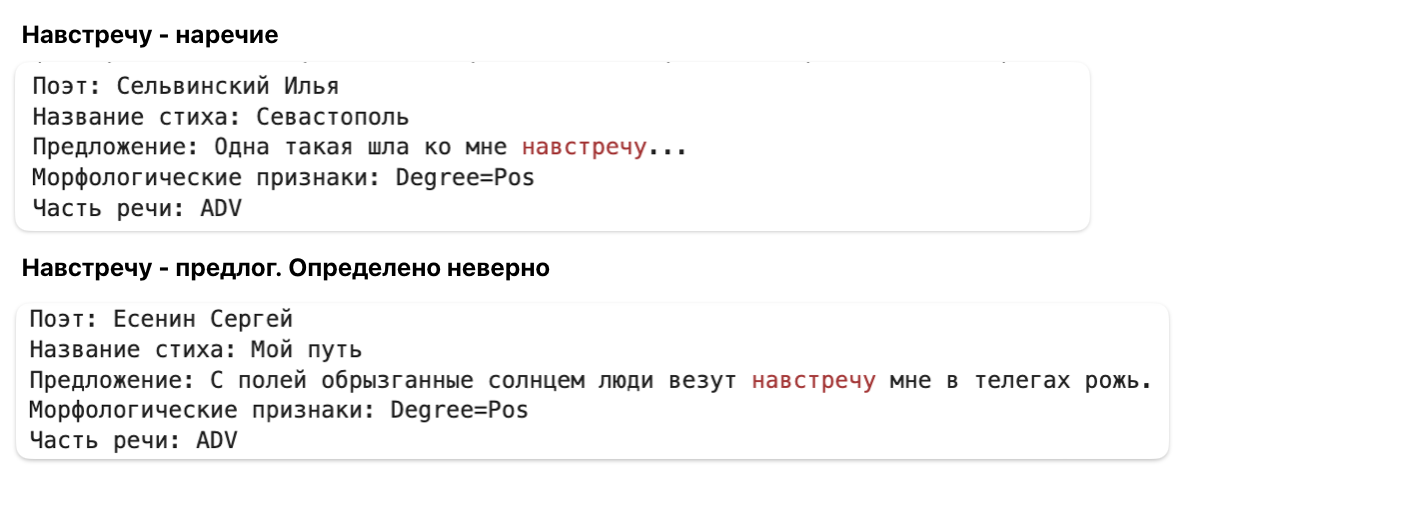 Навстречу - наречие
Поэт: Сельвинский Илья
Название стиха: Севастополь
Предложение: Одна такая шла ко мне навстречу...
Морфологические признаки: Degree=Pos
Часть речи: ADV
Навстречу - предлог. Определено неверно
Поэт: Есенин Сергей
Название стиха: Мой путь
Предложение: С полей обрызганные солнцем люди везут навстречу мне в телегах рожь.
Морфологические признаки: Degree=Pos
Часть речи: ADV